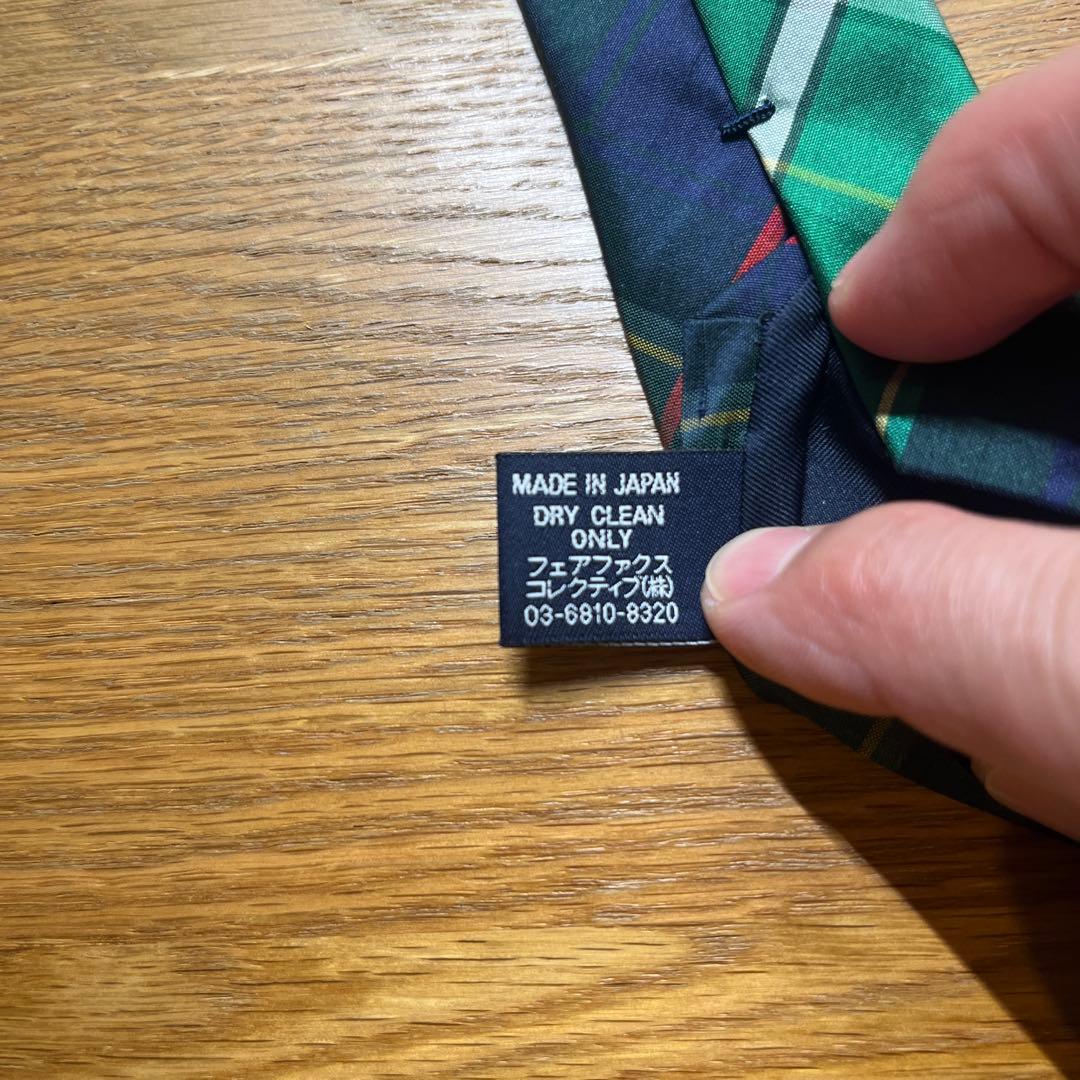 MADE IN JAPAN
DRY CLEAN
ONLY
フェアファクス
コレクティブ(株)
03-6810-8320